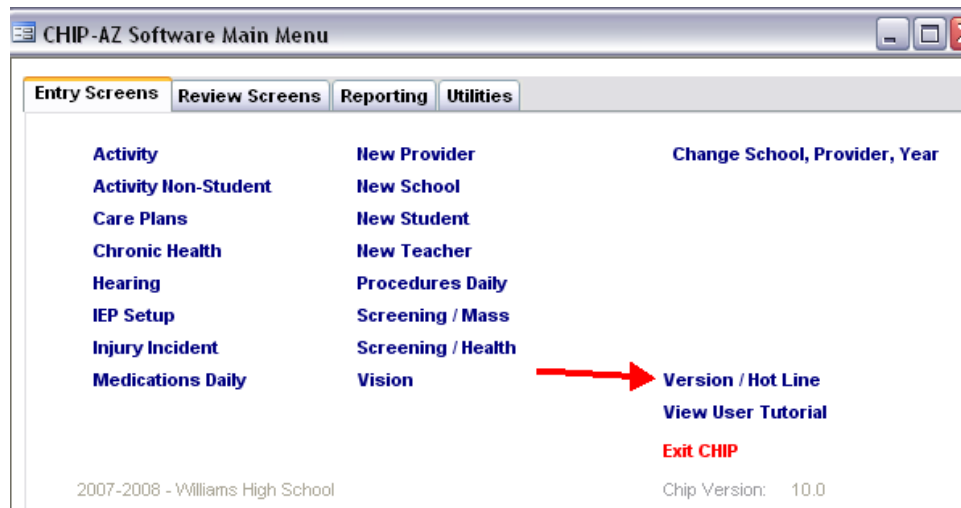 CHIP-AZ Software Main Menu
Entry Screens Review Screens Reporting Utilities
Activity New Provider Change School, Provider, Year
Activity Non-Student New School
Care Plans New Student
Chronic Health New Teacher
Hearing Procedures Daily
IEP Setup Screening / Mass
Injury Incident Screening / Health
Medications Daily Vision Version / Hot Line
View User Tutorial
Exit CHIP
2007-2008 - Williams High School Chip Version: 10.0